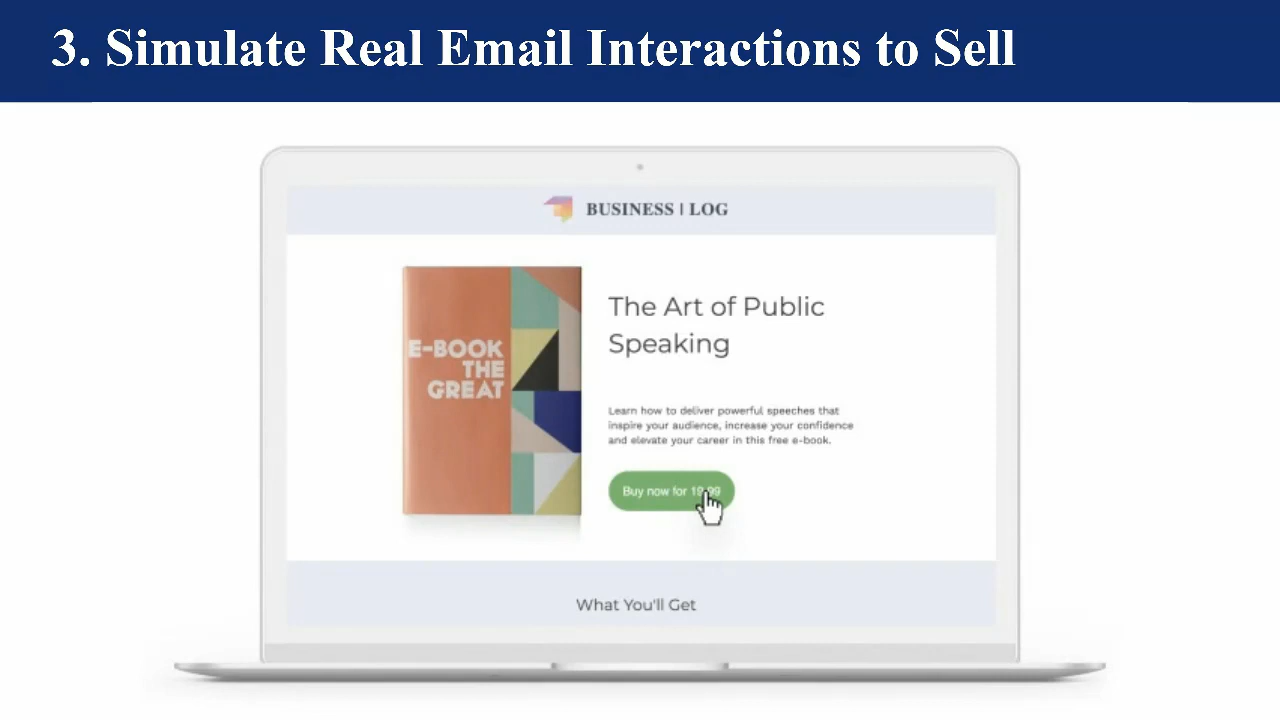 3. Simulate Real Email Interactions to Sell
BUSINESS | LOG
E-BOOK
THE
GREAT
The Art of Public
Speaking
Learn how to deliver powerful speeches that
inspire your audience, increase your confidence
and elevate your career in this free e-book.
Buy now for 19.99
What You'll Get